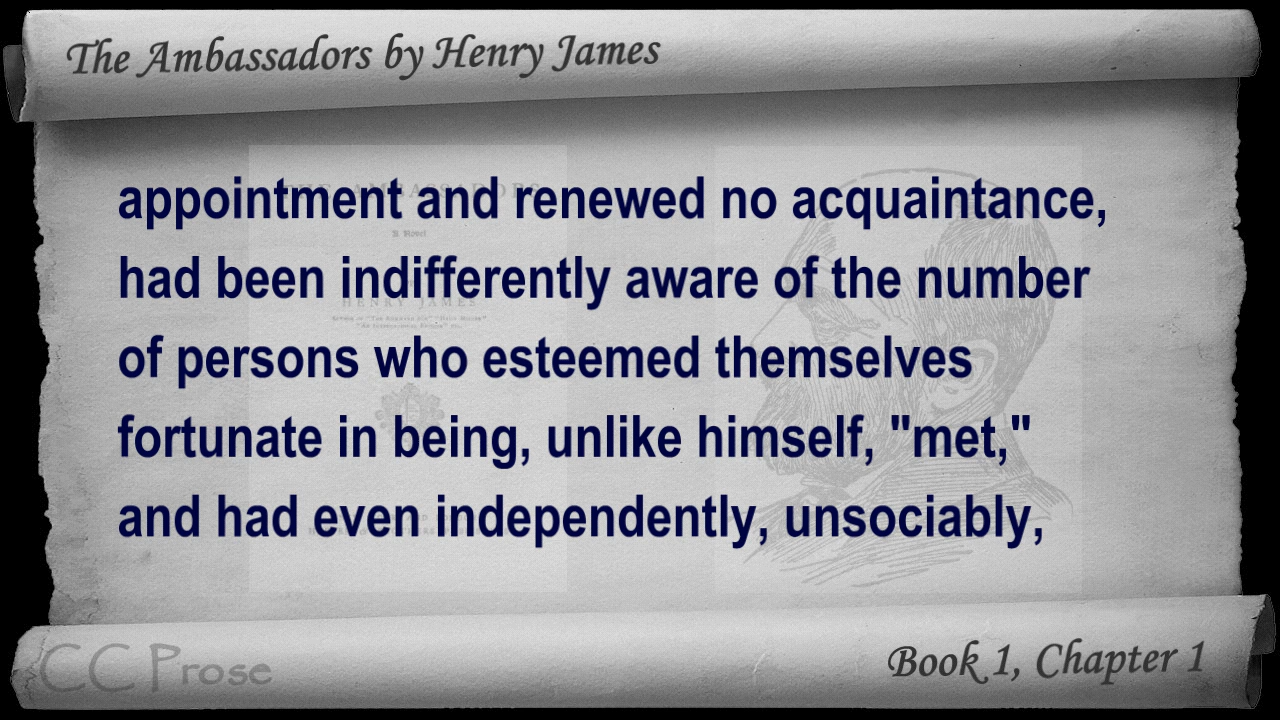 The Ambassadors by Henry James
appointment and renewed no acquaintance,
had been indifferently aware of the number
of persons who esteemed themselves
fortunate in being, unlike himself, "met,"
and had even independently, unsociably,
HENRY JAMES
CC Prose
Book 1, Chapter 1